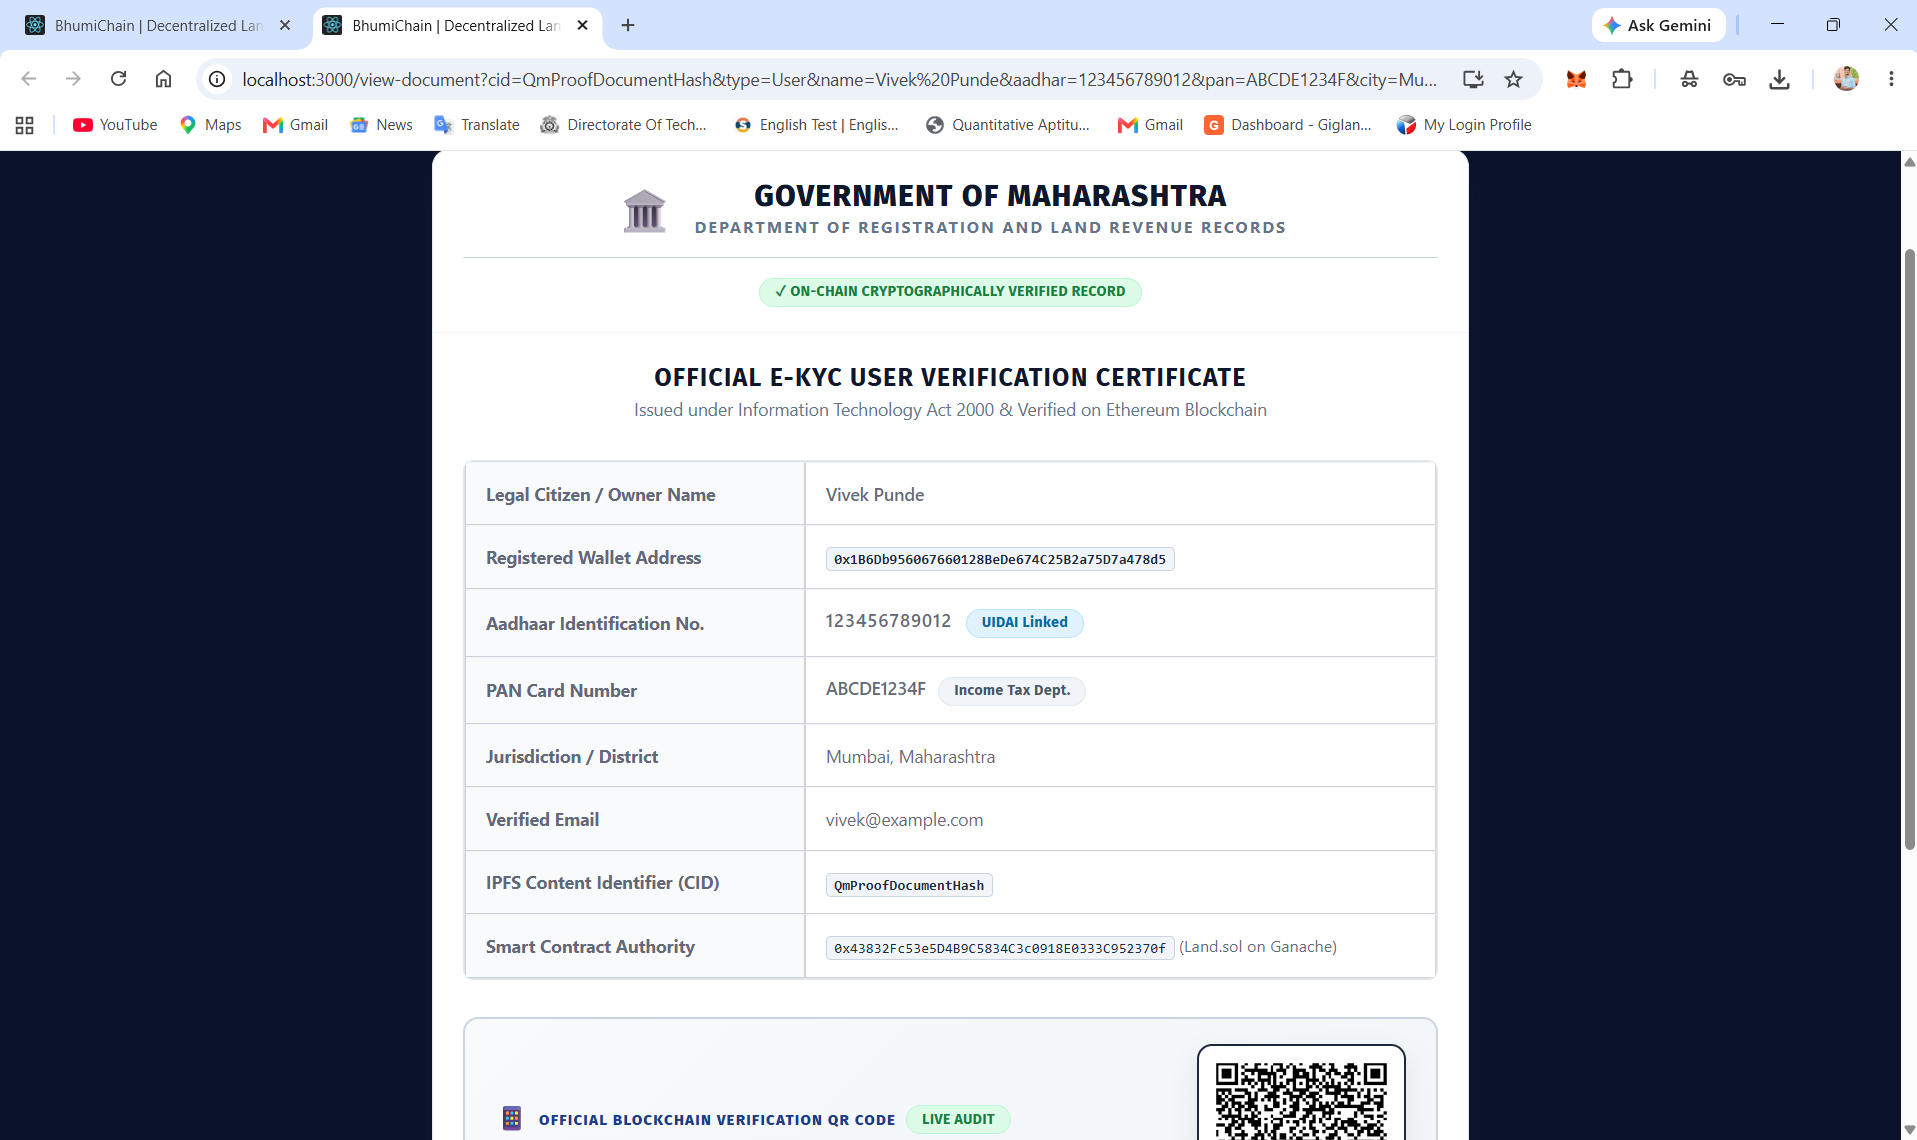 BhumiChain | Decentralized Lan
BhumiChain | Decentralized Lan
Ask Gemini
localhost:3000/view-document?cid=QmProofDocumentHash&type=User&name=Vivek%20Punde&aadhar=123456789012&pan=ABCDE1234F&city=Mu...
YouTube
Maps
Gmail
News
Translate
Directorate Of Tech...
English Test | Englis...
Quantitative Aptitu...
Gmail
Dashboard - Giglan...
My Login Profile
GOVERNMENT OF MAHARASHTRA
DEPARTMENT OF REGISTRATION AND LAND REVENUE RECORDS
✓ ON-CHAIN CRYPTOGRAPHICALLY VERIFIED RECORD
OFFICIAL E-KYC USER VERIFICATION CERTIFICATE
Issued under Information Technology Act 2000 & Verified on Ethereum Blockchain
Legal Citizen / Owner Name Vivek Punde
Registered Wallet Address 0x1B6Db956067660128BeDe674C25B2a75D7a478d5
Aadhaar Identification No. 123456789012 UIDAI Linked
PAN Card Number ABCDE1234F Income Tax Dept.
Jurisdiction / District Mumbai, Maharashtra
Verified Email vivek@example.com
IPFS Content Identifier (CID) QmProofDocumentHash
Smart Contract Authority 0x43832Fc53e5D4B9C5834C3c0918E0333C952370f (Land.sol on Ganache)
OFFICIAL BLOCKCHAIN VERIFICATION QR CODE LIVE AUDIT